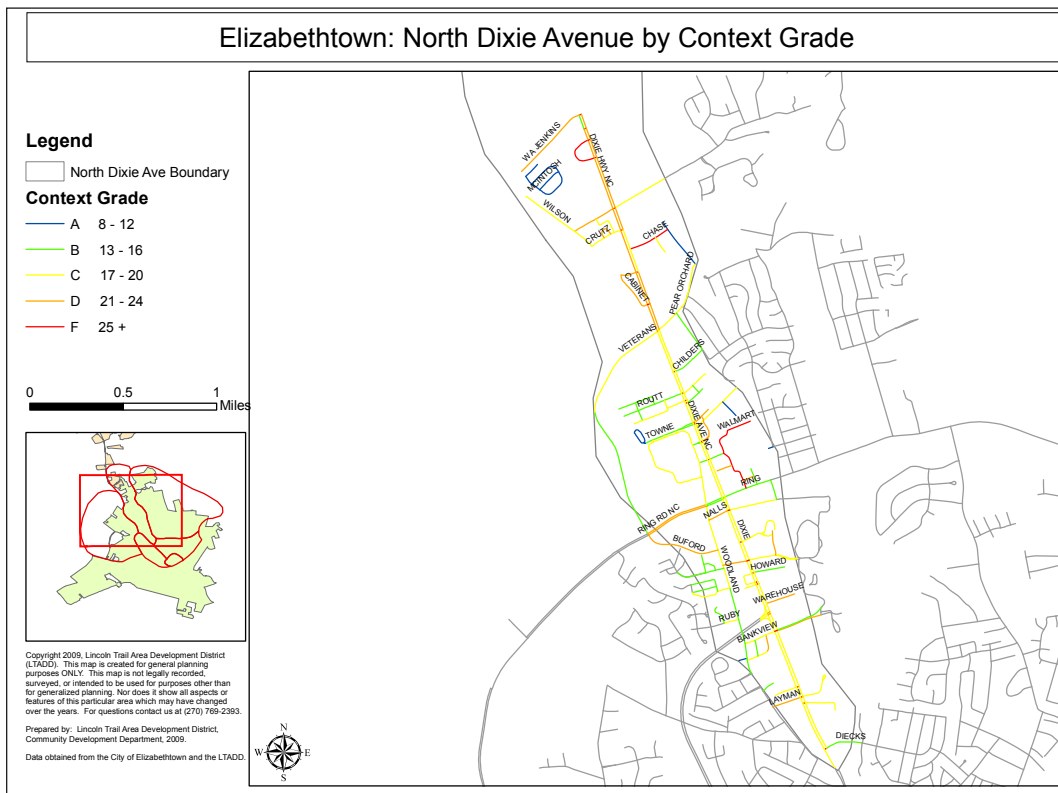 Elizabethtown: North Dixie Avenue by Context Grade
Legend
North Dixie Ave Boundary
Context Grade
A 8 - 12
B 13 - 16
C 17 - 20
D 21 - 24
F 25 +
0 0.5 1
Miles
Copyright 2009, Lincoln Trail Area Development District
(LTADD). This map is created for general planning
purposes ONLY. This map is not legally recorded,
surveyed, or intended to be used for purposes other than
for generalized planning. Nor does it show all aspects or
features of this particular area which may have changed
over the years. For questions contact us at (270) 769-2393.
Prepared by: Lincoln Trail Area Development District,
Community Development Department, 2009.
Data obtained from the City of Elizabethtown and the LTADD.
N
W E
S
WA JENKINS
DIXIE HWY NC
MCINTOSH
WILSON
CRUTZ
CHASE
PEAR ORCHARD
CABINET
VETERANS
CHILDERS
ROUTT
DIXIE AVE NC
WALMART
TOWNE
RING
NALLS
RING RD NC
DIXIE
BUFORD
WOODLAND
HOWARD
WAREHOUSE
RUBY
BANKVIEW
LAYMAN
DIECKS